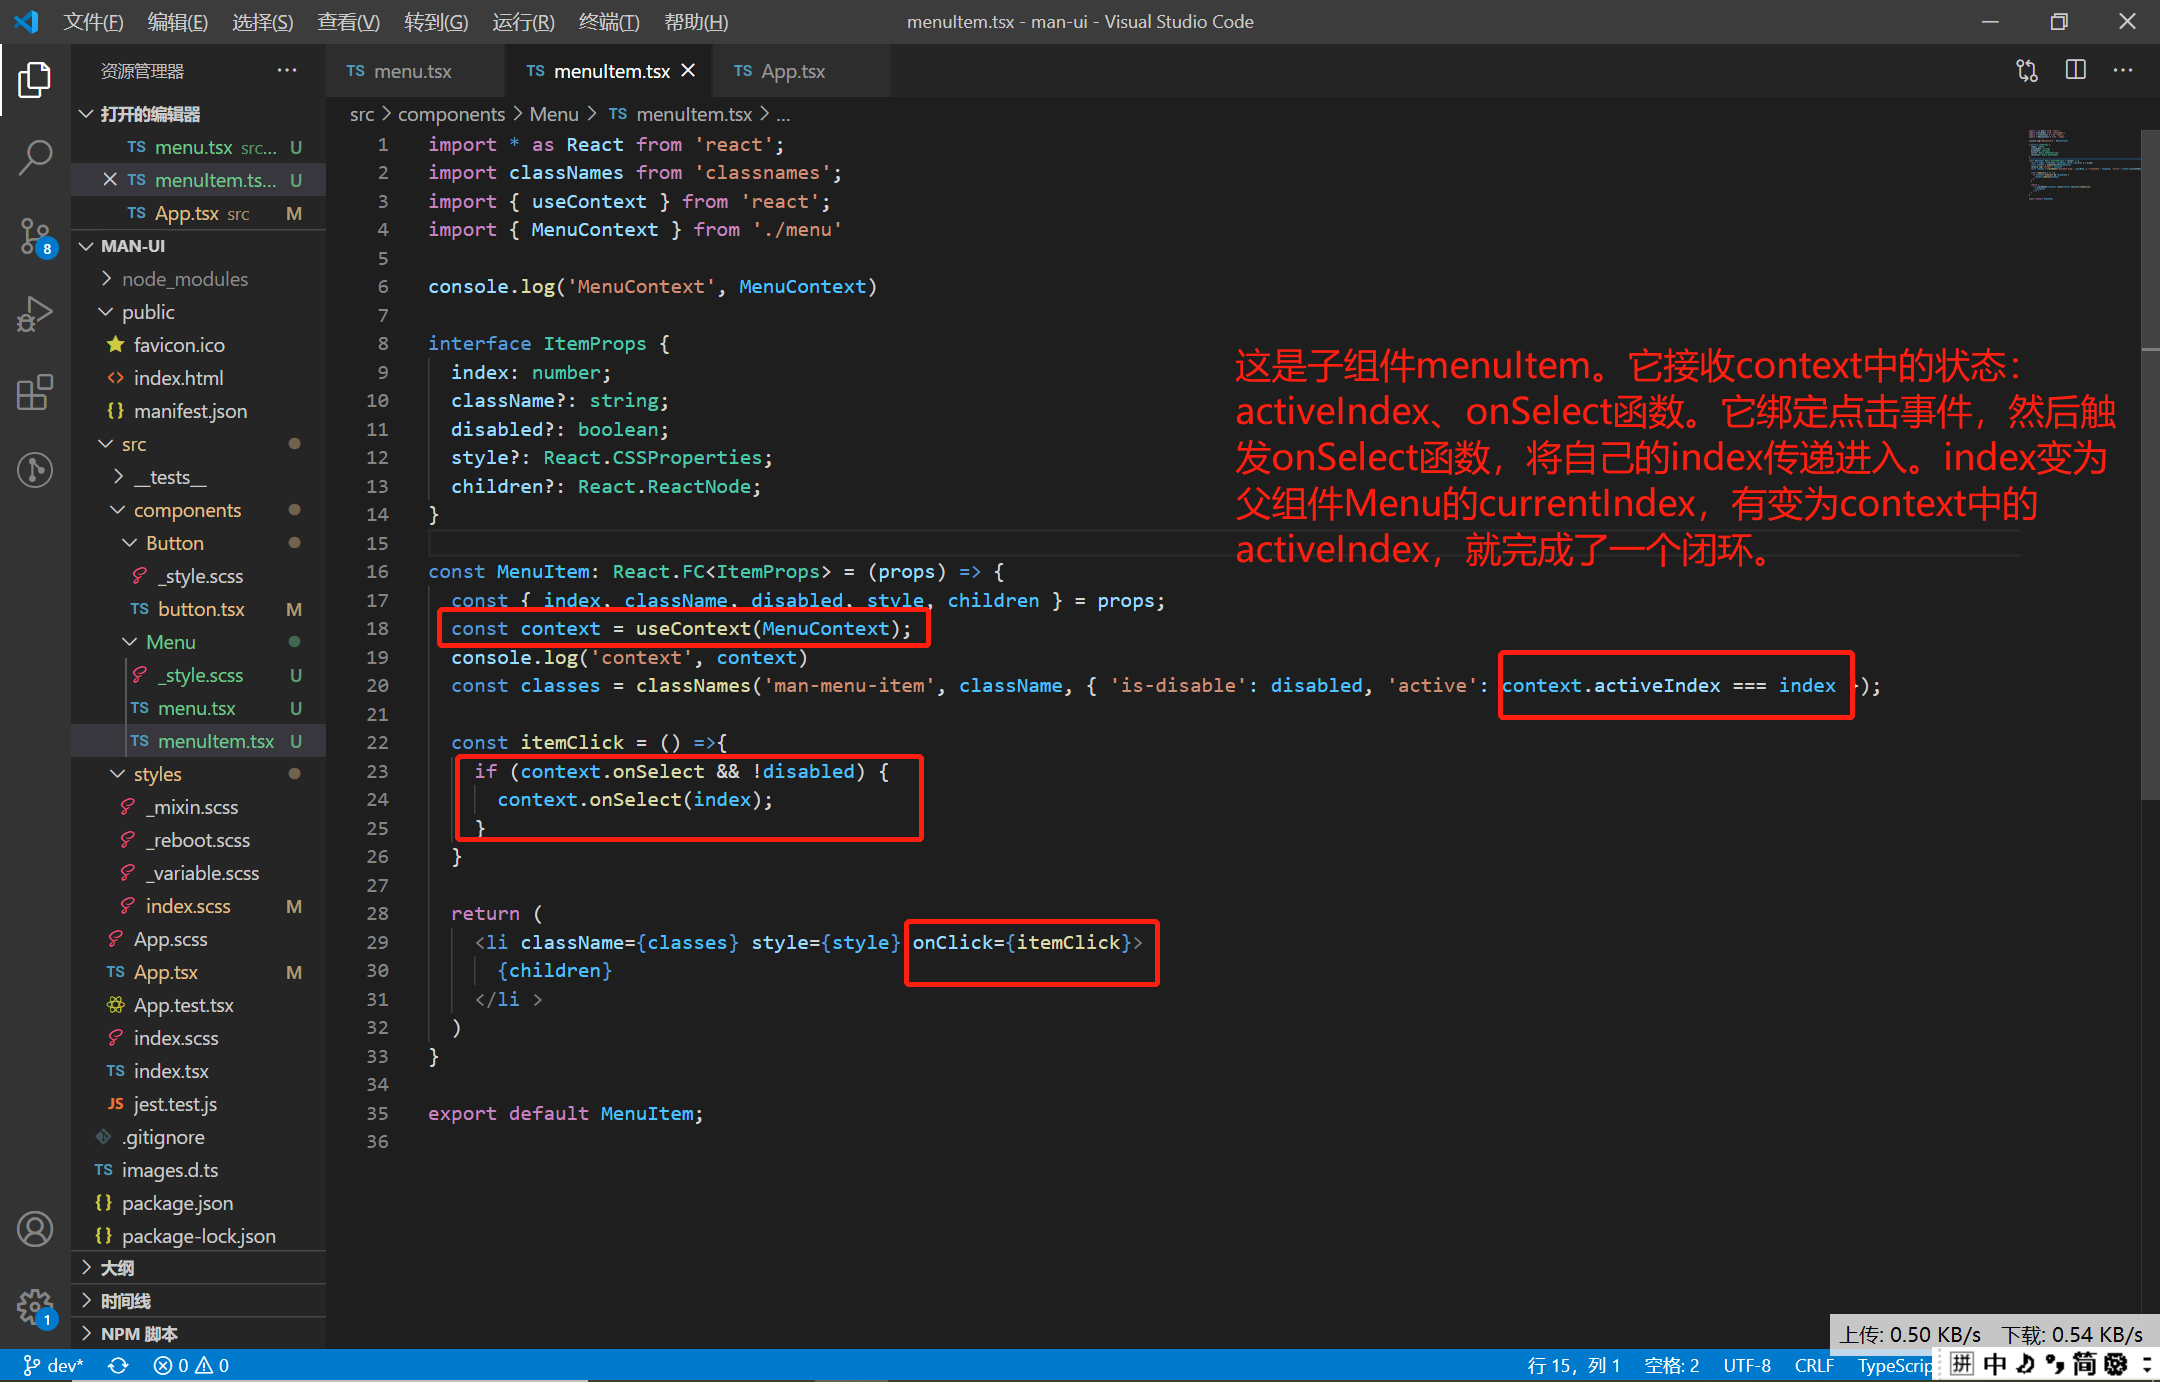 文件(F) 编辑(E) 选择(S) 查看(V) 转到(G) 运行(R) 终端(T) 帮助(H) menuItem.tsx - man-ui - Visual Studio Code
资源管理器 ···
打开的编辑器
TS menu.tsx src... U
TS menuItem.ts... U
TS App.tsx src M
MAN-UI
node_modules
public
favicon.ico
index.html
manifest.json
src
__tests__
components
Button
_style.scss
TS button.tsx M
Menu
_style.scss U
TS menu.tsx U
TS menuItem.tsx U
styles
_mixin.scss
_reboot.scss
_variable.scss
index.scss M
App.scss
TS App.tsx M
App.test.tsx
index.scss
TS index.tsx
JS jest.test.js
.gitignore
TS images.d.ts
{} package.json
{} package-lock.json
大纲
时间线
NPM 脚本
8
1
TS menu.tsx TS menuItem.tsx TS App.tsx
src > components > Menu > TS menuItem.tsx > ...
1 import * as React from 'react';
2 import classNames from 'classnames';
3 import { useContext } from 'react';
4 import { MenuContext } from './menu'
5
6 console.log('MenuContext', MenuContext)
7
8 interface ItemProps {
9 index: number;
10 className?: string;
11 disabled?: boolean;
12 style?: React.CSSProperties;
13 children?: React.ReactNode;
14 }
15
16 const MenuItem: React.FC<ItemProps> = (props) => {
17 const { index, className, disabled, style, children } = props;
18 const context = useContext(MenuContext);
19 console.log('context', context)
20 const classes = classNames('man-menu-item', className, { 'is-disable': disabled, 'active': context.activeIndex === index });
21
22 const itemClick = () =>{
23 if (context.onSelect && !disabled) {
24 context.onSelect(index);
25 }
26 }
27
28 return (
29 <li className={classes} style={style} onClick={itemClick}>
30 {children}
31 </li >
32 )
33 }
34
35 export default MenuItem;
36
这是子组件menuItem。它接收context中的状态：
activeIndex、onSelect函数。它绑定点击事件，然后触
发onSelect函数，将自己的index传递进入。index变为
父组件Menu的currentIndex，有变为context中的
activeIndex，就完成了一个闭环。
上传: 0.50 KB/s 下载: 0.54 KB/s
dev* 0 0 行 15，列 1 空格: 2 UTF-8 CRLF TypeScrip
拼 中 简